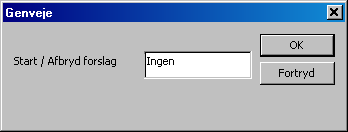 Genveje
Start / Afbryd forslag
Ingen
OK
Fortryd